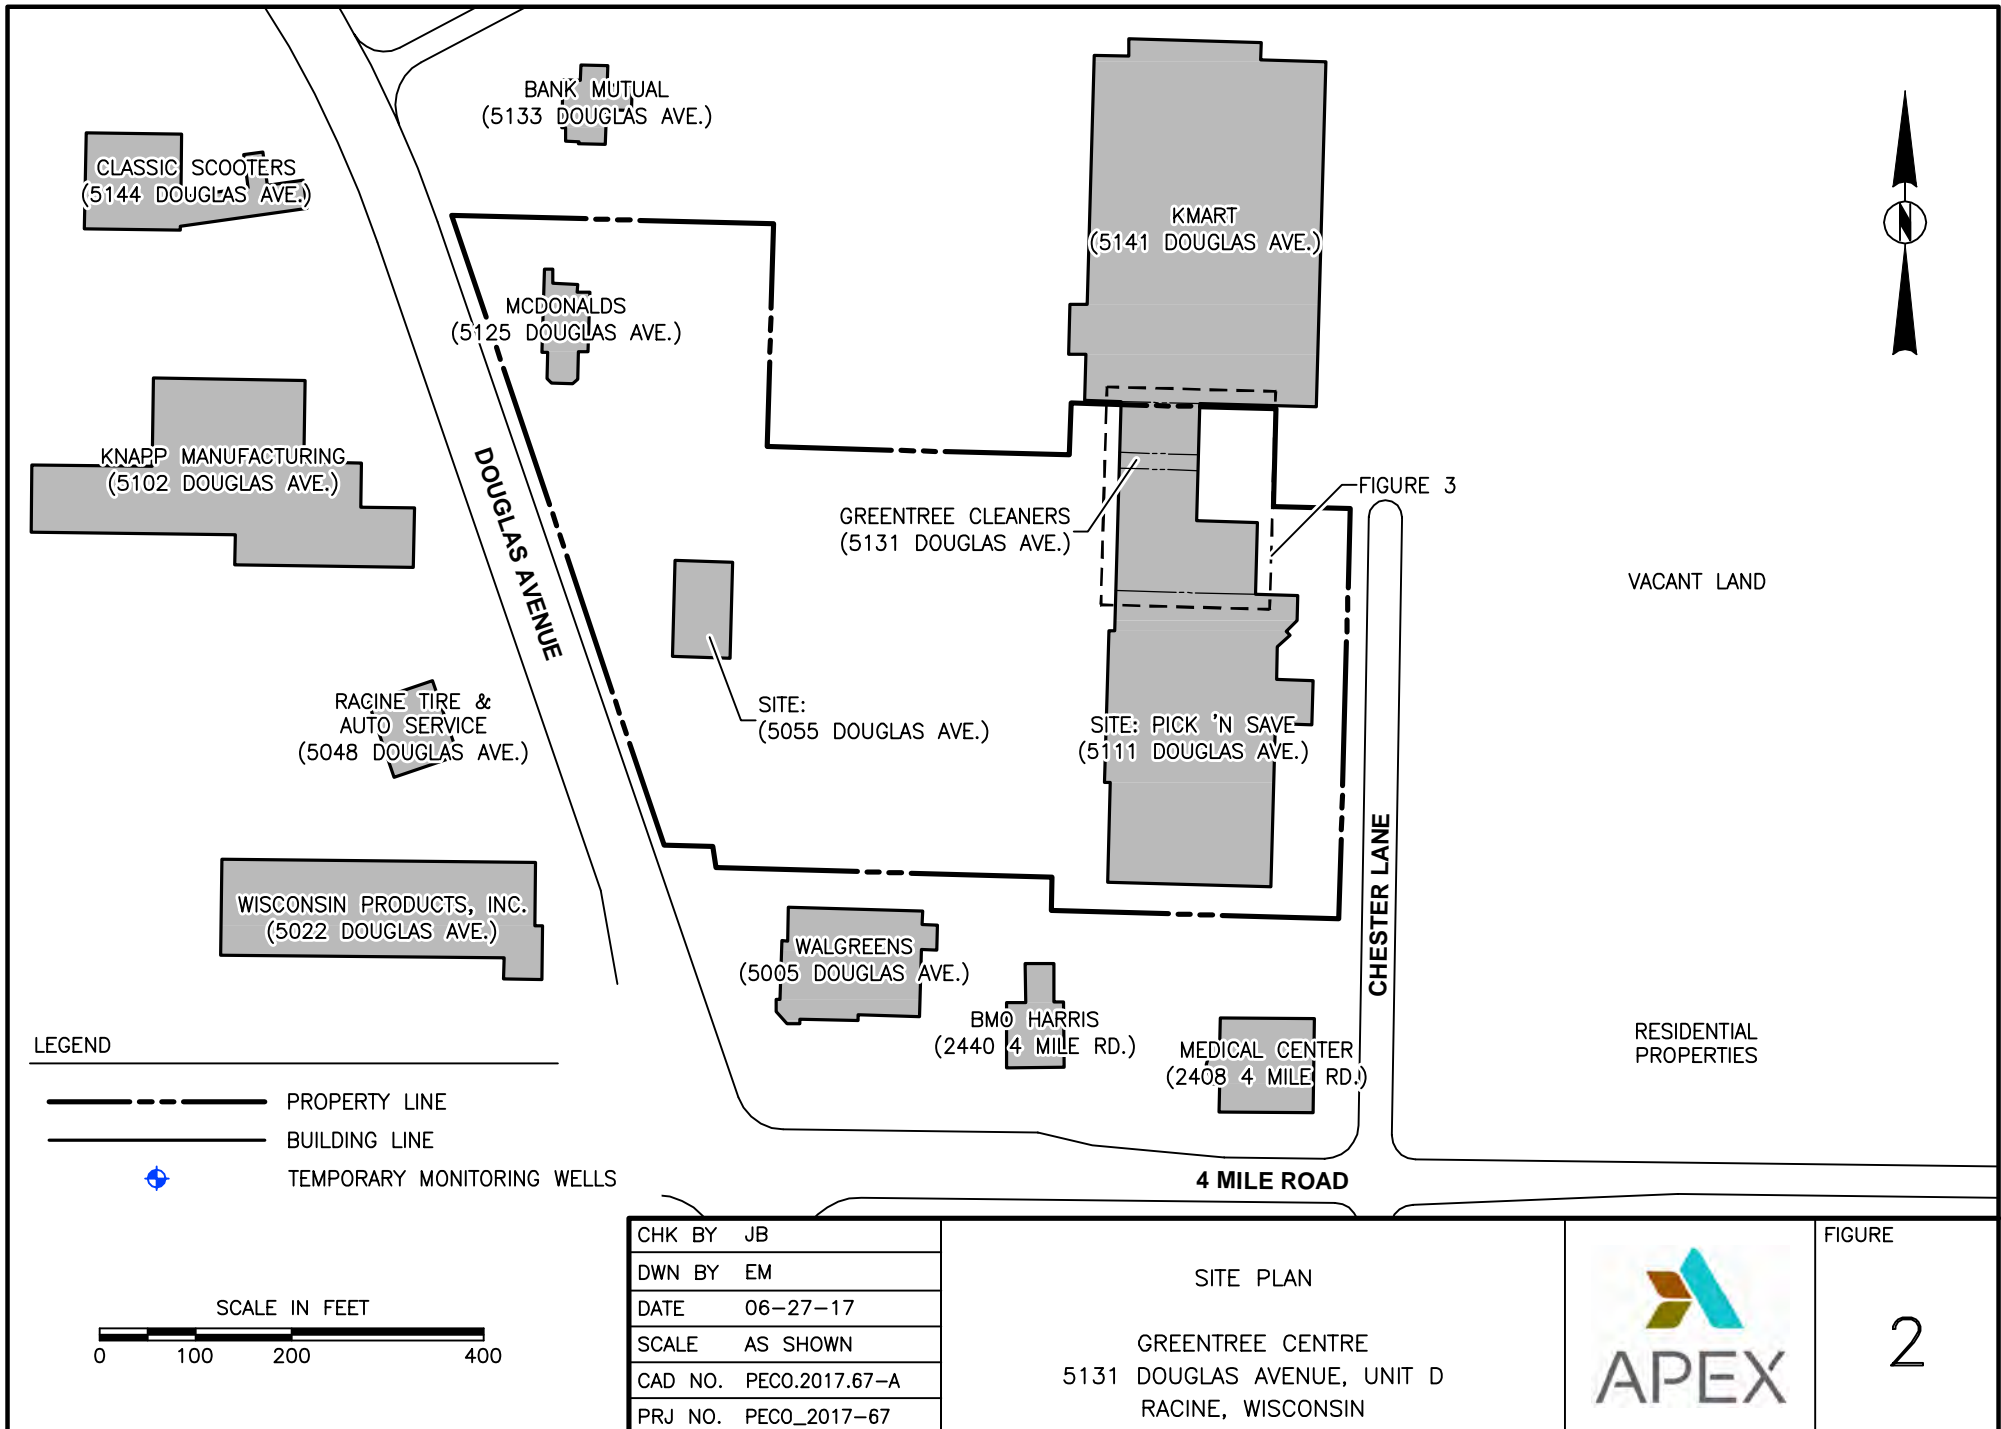 BANK MUTUAL
(5133 DOUGLAS AVE.)
CLASSIC SCOOTERS
(5144 DOUGLAS AVE.)
KMART
(5141 DOUGLAS AVE.)
N
MCDONALDS
(5125 DOUGLAS AVE.)
KNAPP MANUFACTURING
(5102 DOUGLAS AVE.)
DOUGLAS AVENUE
FIGURE 3
GREENTREE CLEANERS
(5131 DOUGLAS AVE.)
VACANT LAND
RACINE TIRE &
AUTO SERVICE
(5048 DOUGLAS AVE.)
SITE:
(5055 DOUGLAS AVE.)
SITE: PICK 'N SAVE
(5111 DOUGLAS AVE.)
CHESTER LANE
WISCONSIN PRODUCTS, INC.
(5022 DOUGLAS AVE.)
WALGREENS
(5005 DOUGLAS AVE.)
BMO HARRIS
(2440 4 MILE RD.)
MEDICAL CENTER
(2408 4 MILE RD.)
RESIDENTIAL
PROPERTIES
4 MILE ROAD
LEGEND
PROPERTY LINE
BUILDING LINE
TEMPORARY MONITORING WELLS
SCALE IN FEET
0 100 200 400
CHK BY JB
DWN BY EM
DATE 06-27-17
SCALE AS SHOWN
CAD NO. PECO.2017.67-A
PRJ NO. PECO_2017-67
SITE PLAN
GREENTREE CENTRE
5131 DOUGLAS AVENUE, UNIT D
RACINE, WISCONSIN
APEX
FIGURE
2